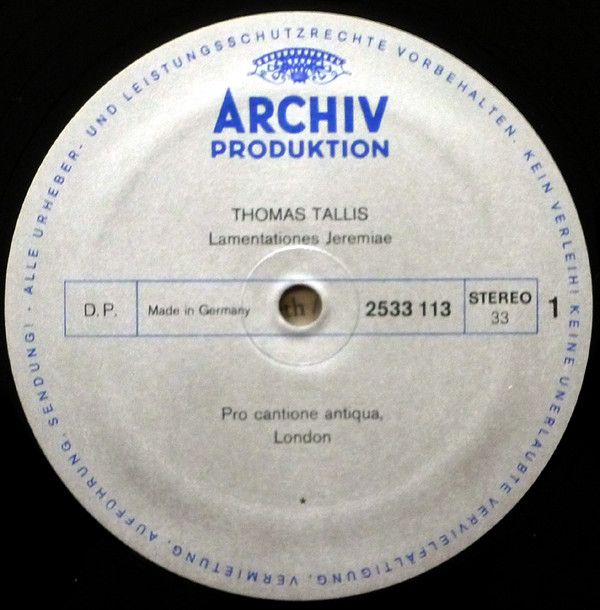 ALLE URHEBER- UND LEISTUNGSSCHUTZRECHTE VORBEHALTEN. KEIN VERLEIH! KEINE UNERLAUBTE VERVIELFÄLTIGUNG, VERMIETUNG, AUFFÜHRUNG, SENDUNG!
ARCHIV
PRODUKTION
THOMAS TALLIS
Lamentationes Jeremiae
D.P.
Made in Germany
th
2533 113
STEREO
33
1
Pro cantione antiqua,
London
*